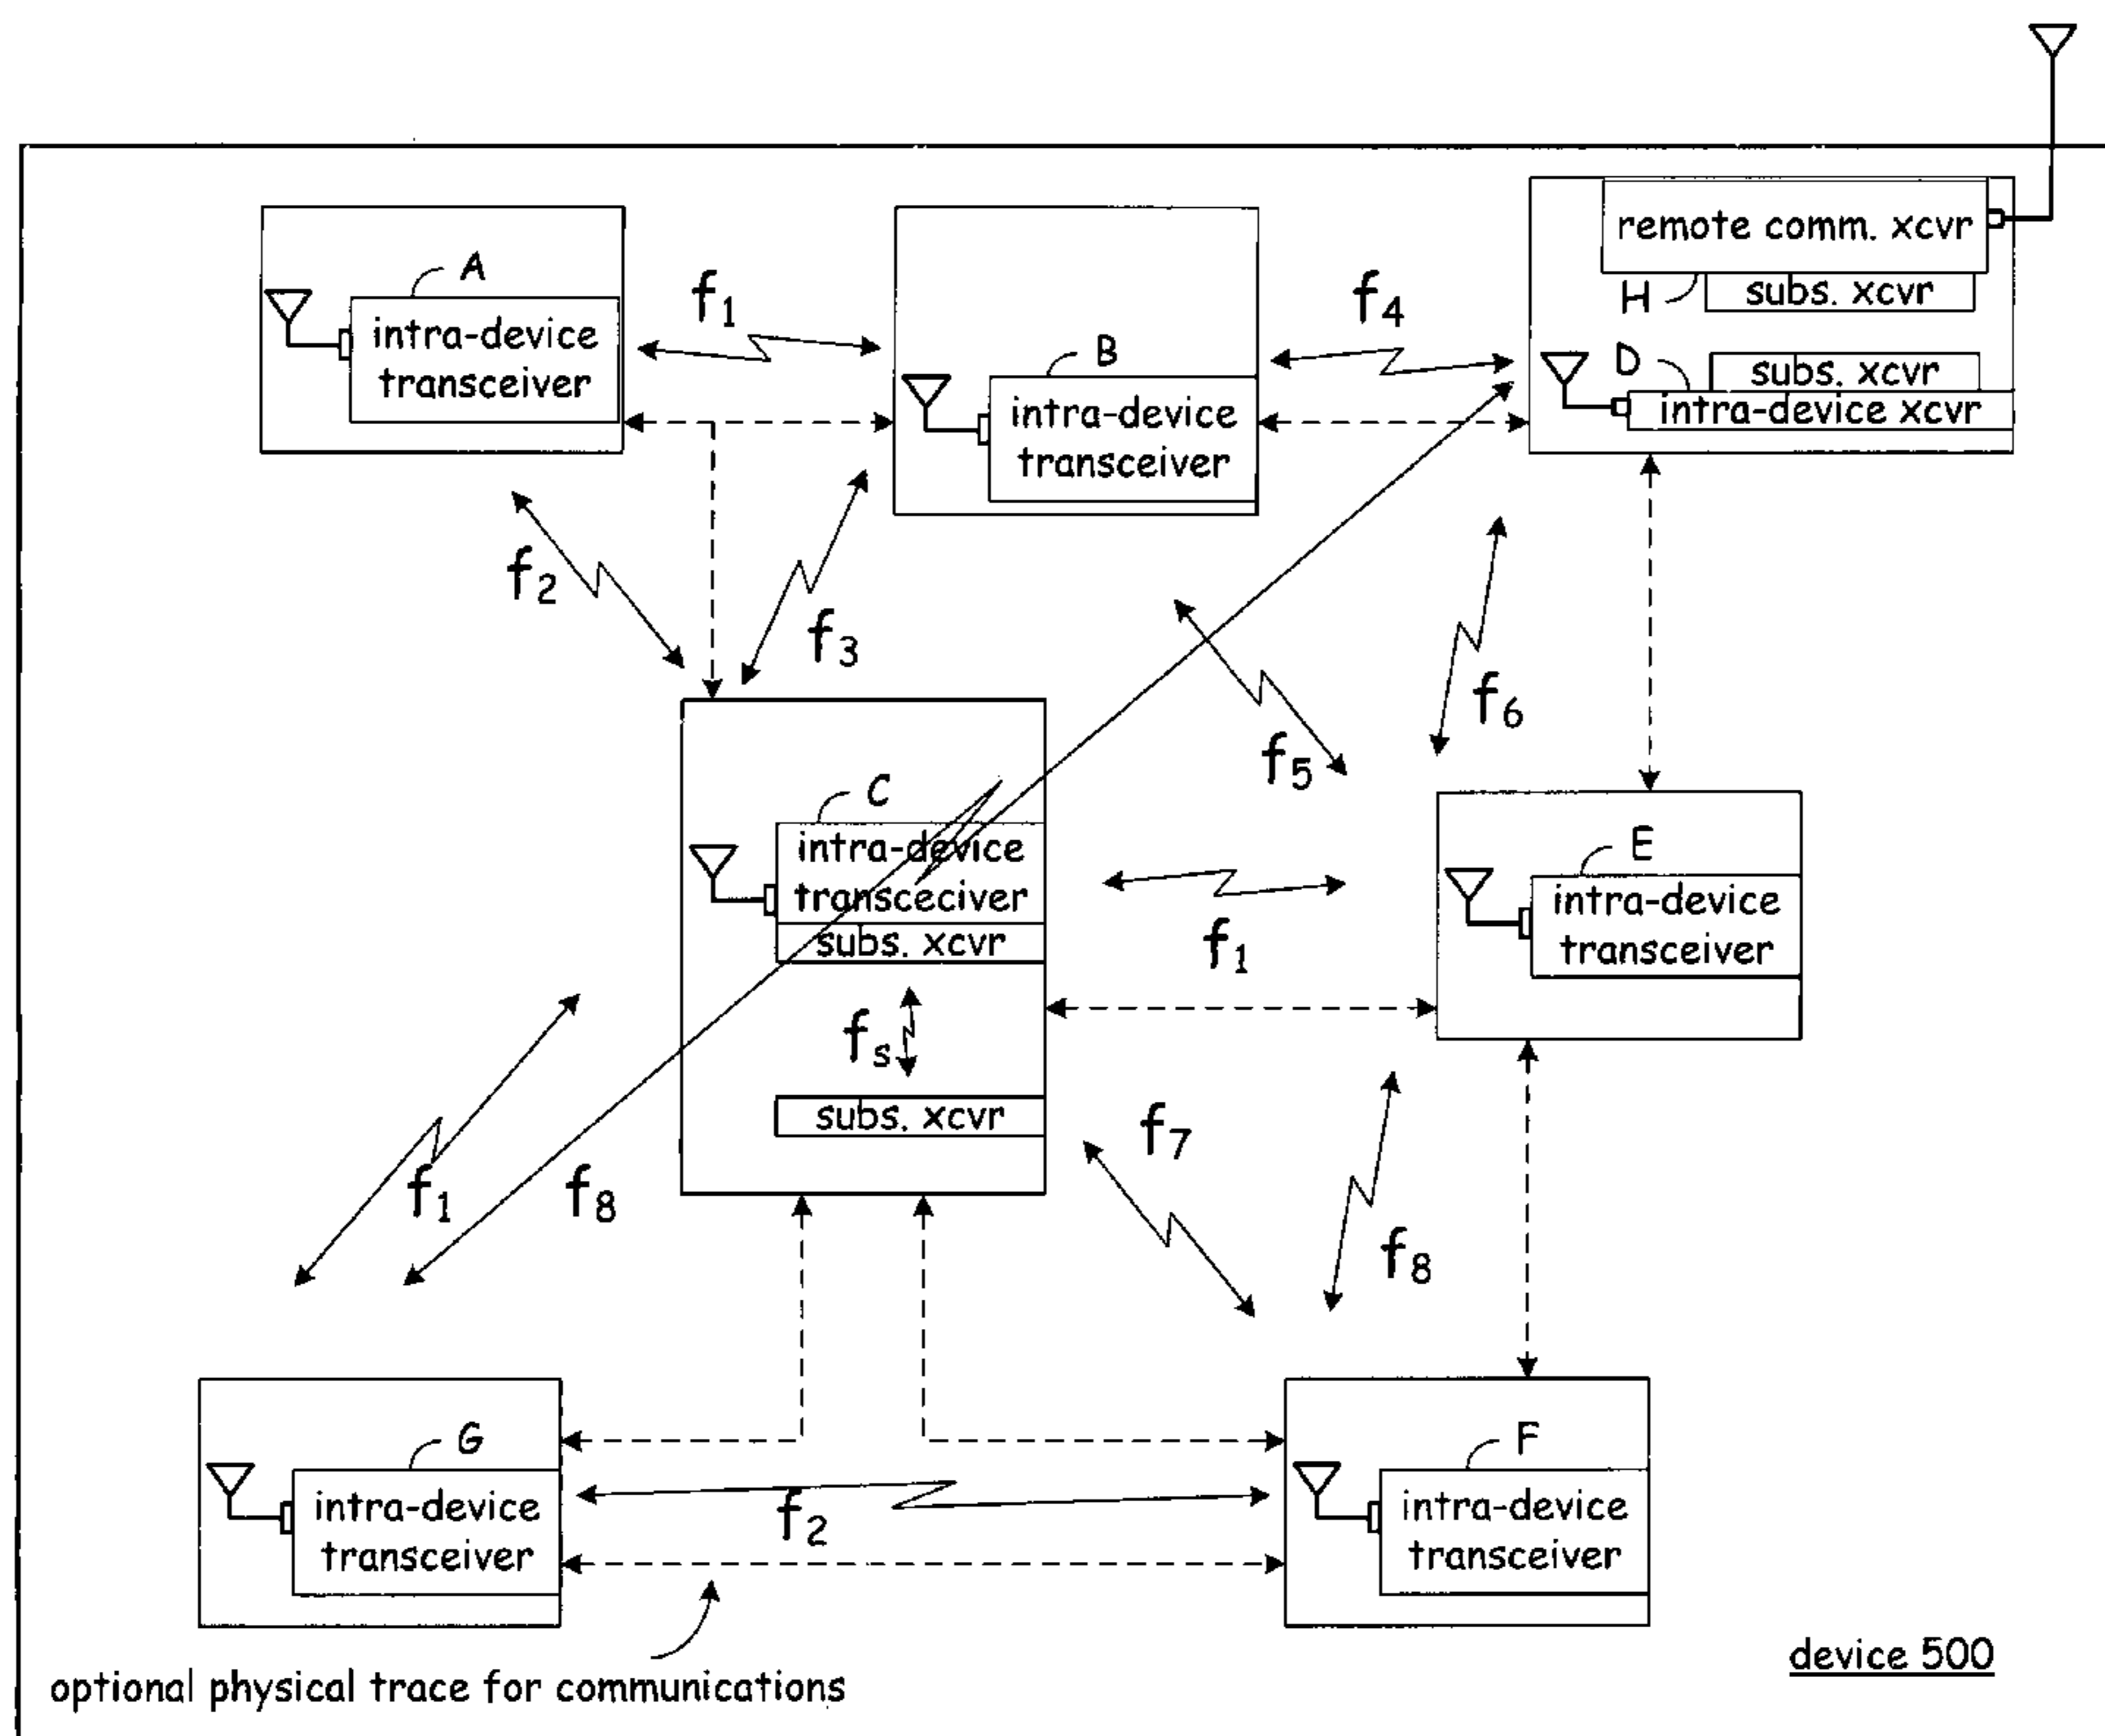 remote comm. xcvr
H
subs. xcvr
A
intra-device
transceiver
f1
B
intra-device
transceiver
f4
D
subs. xcvr
intra-device xcvr
f2
f3
f5
f6
C
intra-device
transceciver
subs. xcvr
fs
subs. xcvr
f1
E
intra-device
transceiver
f1
f8
f7
f8
G
intra-device
transceiver
f2
F
intra-device
transceiver
optional physical trace for communications
device 500